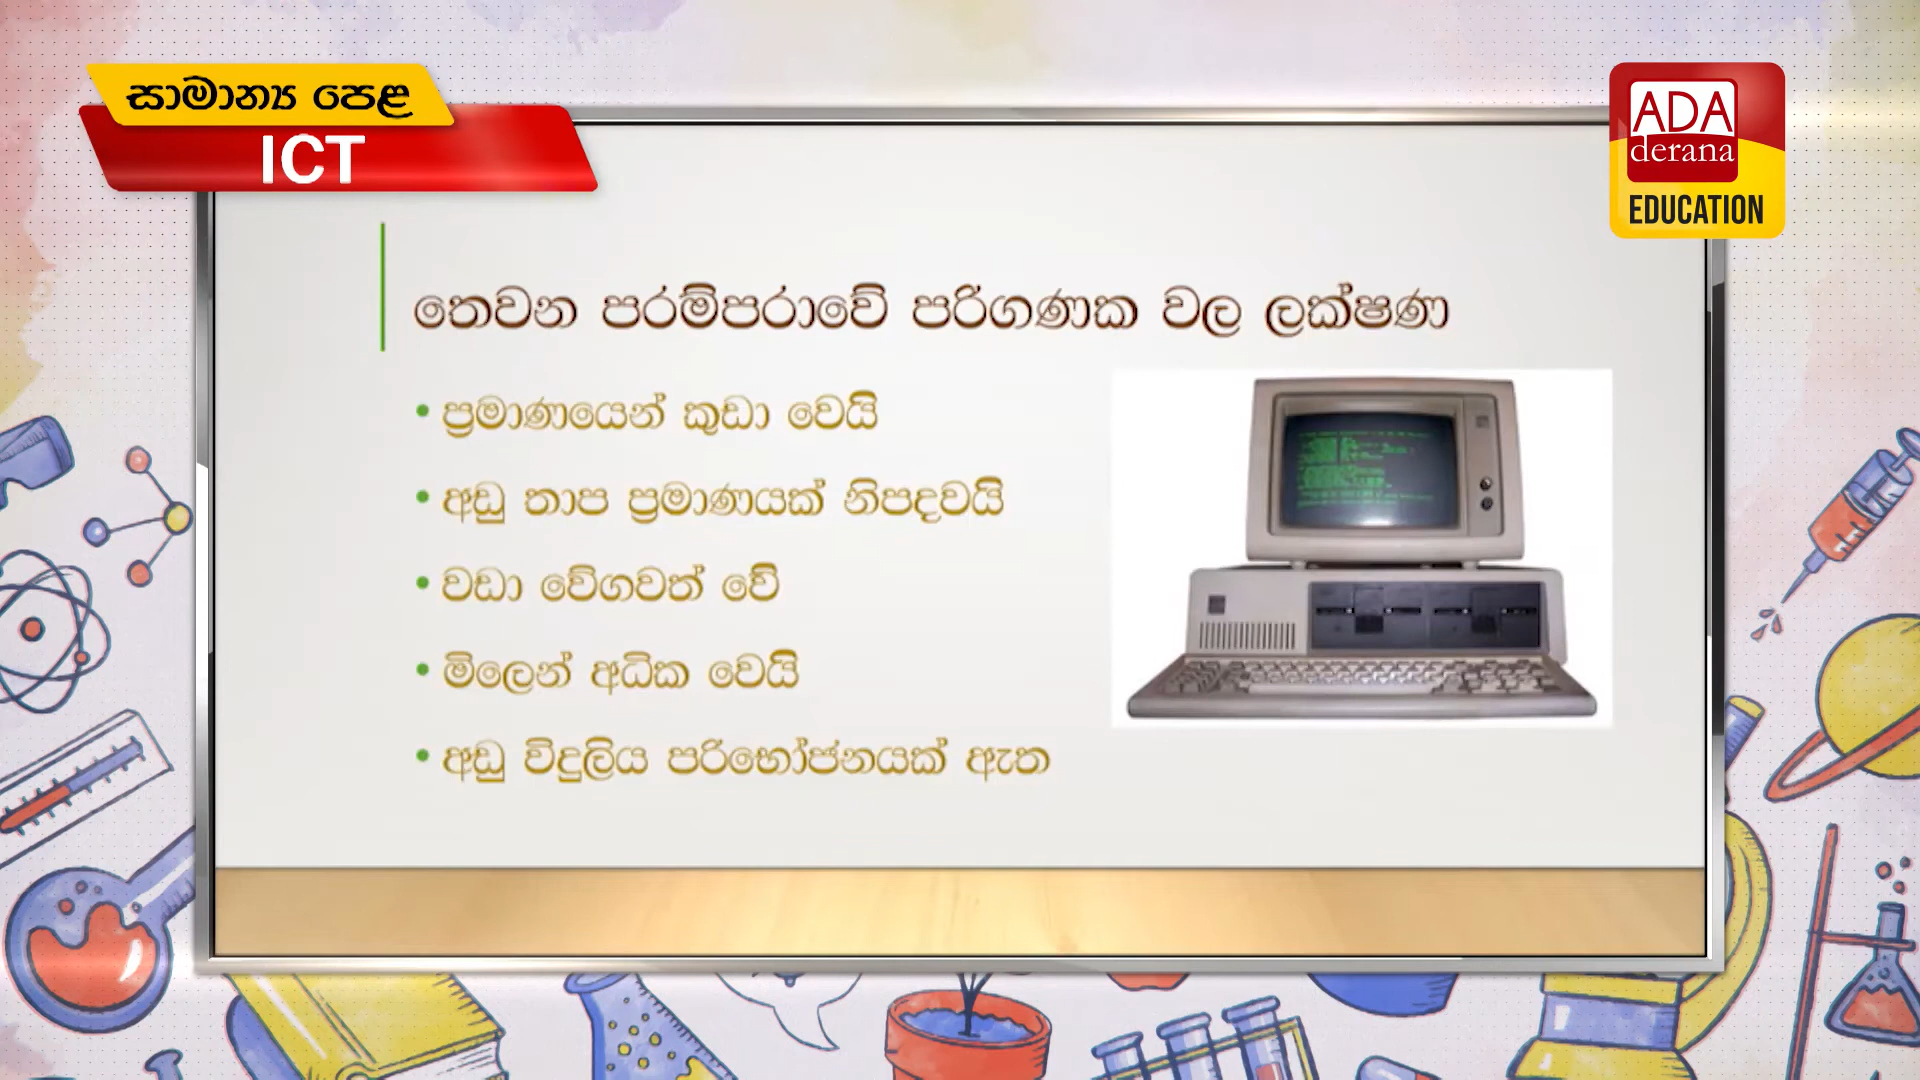 සාමාන්‍ය පෙළ
ICT
ADA
derana
EDUCATION
තෙවන පරම්පරාවේ පරිගණක වල ලක්ෂණ
• ප්‍රමාණයෙන් කුඩා වෙයි
• අඩු තාප ප්‍රමාණයක් නිපදවයි
• වඩා වේගවත් වේ
• මිලෙන් අධික වෙයි
• අඩු විදුලිය පරිභෝජනයක් ඇත